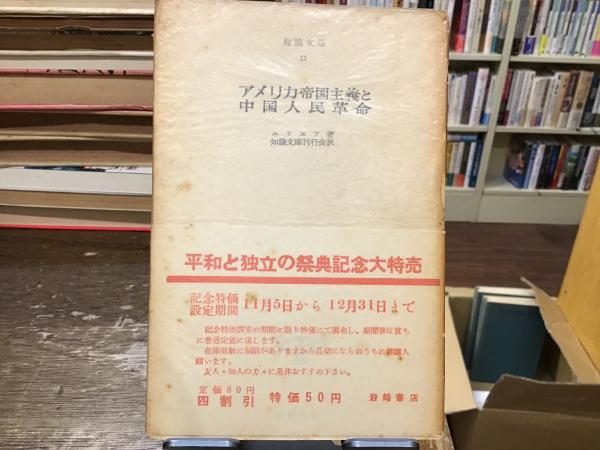 知識文庫
11
アメリカ帝国主義と
中国人民革命
ユリエフ著
知識文庫刊行会訳
平和と独立の祭典記念大特売
記念特価
設定期間 11月5日から 12月31日まで
記念特価設定の期間に限り特価にて頒布し、期間後は直ち
に普通定価に戻します。
在庫部数に制限がありますから品切にならぬうちに御購入
願います。
友人・知人の方々に是非おすすめ下さい。
定価80円
四割引 特価50円 岩崎書店